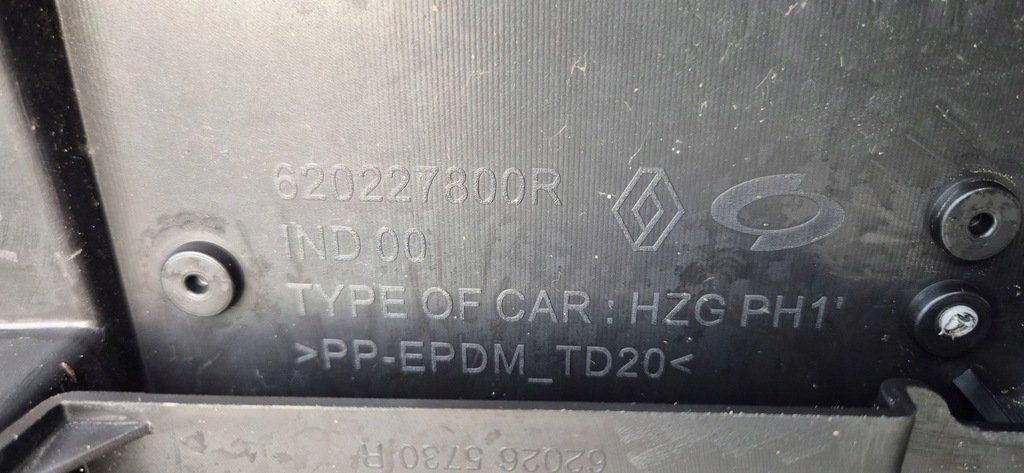 620227800R
IND 00
TYPE OF CAR : HZG PH1'
>PP-EPDM_TD20<
62026 5730 R